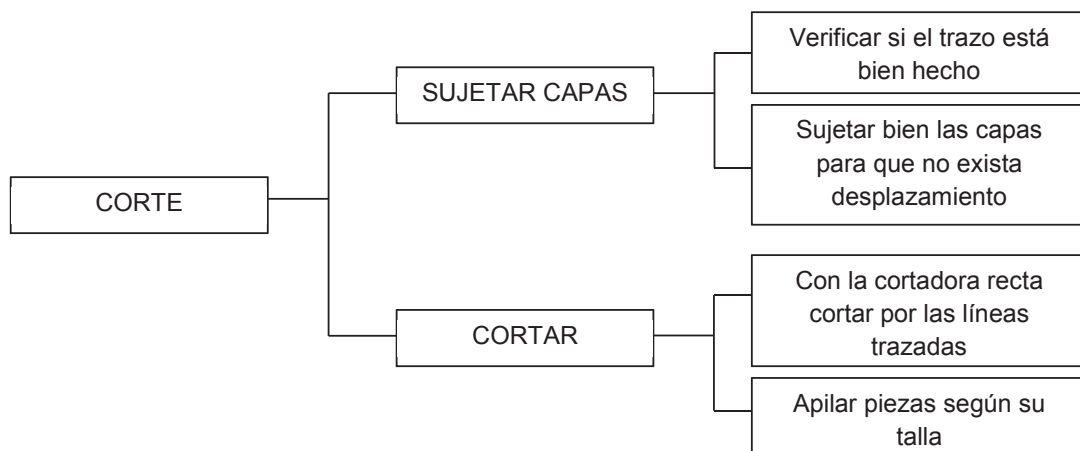 CORTE
SUJETAR CAPAS
Verificar si el trazo está
bien hecho
Sujetar bien las capas
para que no exista
desplazamiento
CORTAR
Con la cortadora recta
cortar por las líneas
trazadas
Apilar piezas según su
talla